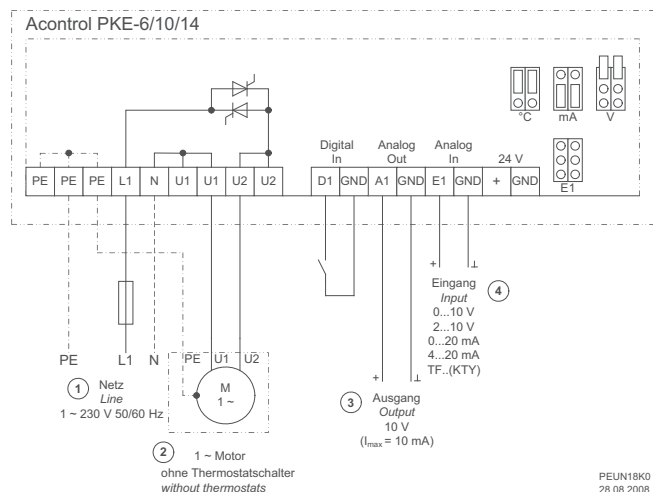 Acontrol PKE-6/10/14
°C mA V
Digital In
Analog Out
Analog In
24 V
E1
PE PE PE L1 N U1 U1 U2 U2
D1 GND A1 GND E1 GND + GND
+ ⊥
4
Eingang
Input
0...10 V
2...10 V
0...20 mA
4...20 mA
TF..(KTY)
PE L1 N PE U1 U2
1 Netz
Line
1 ~ 230 V 50/60 Hz
M
1 ~
2 1 ~ Motor
ohne Thermostatschalter
without thermostats
+ ⊥
3 Ausgang
Output
10 V
(Imax = 10 mA)
PEUN18K0
28.08.2008